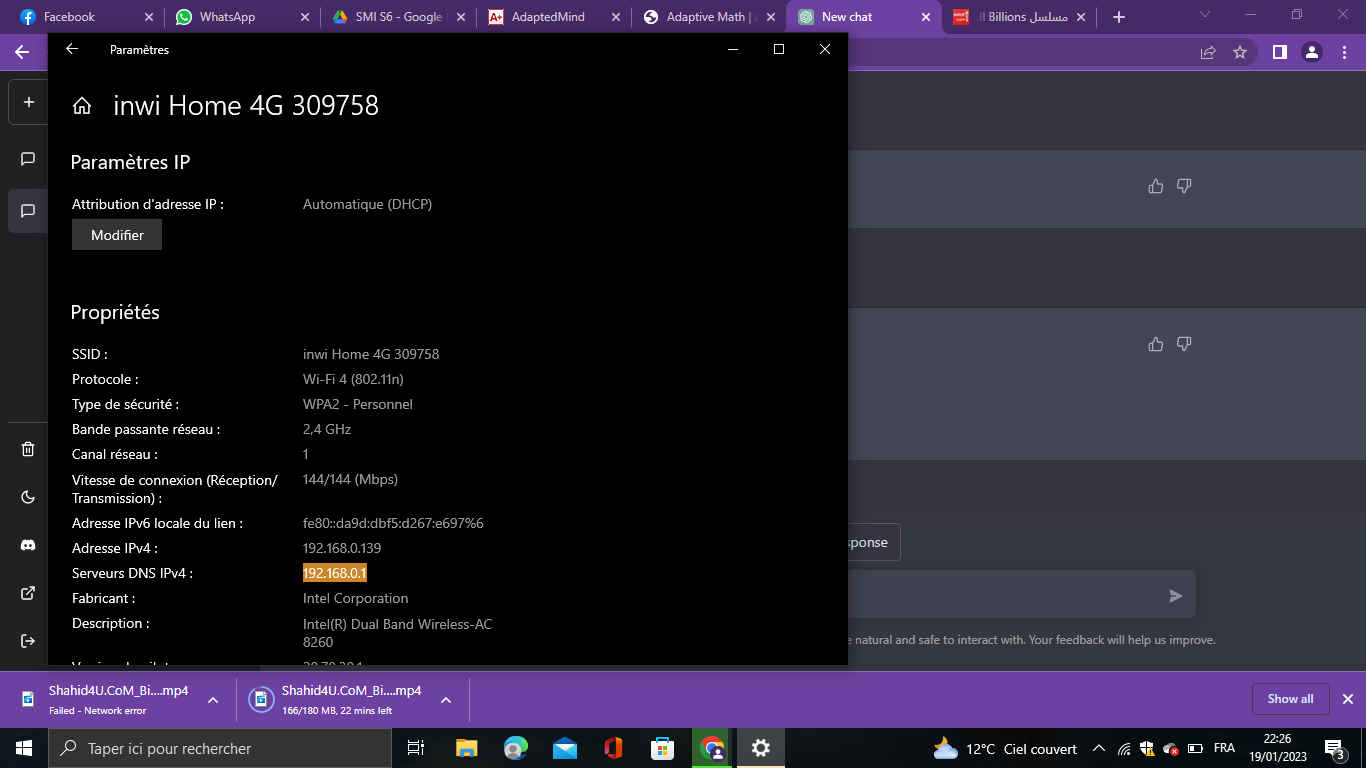 Facebook
WhatsApp
SMI S6 - Google
AdaptedMind
Adaptive Math |
New chat
مسلسل Billions ال
Paramètres
inwi Home 4G 309758
Paramètres IP
Attribution d'adresse IP : Automatique (DHCP)
Modifier
Propriétés
SSID : inwi Home 4G 309758
Protocole : Wi-Fi 4 (802.11n)
Type de sécurité : WPA2 - Personnel
Bande passante réseau : 2,4 GHz
Canal réseau : 1
Vitesse de connexion (Réception/ 144/144 (Mbps)
Transmission) :
Adresse IPv6 locale du lien : fe80::da9d:dbf5:d267:e697%6
Adresse IPv4 : 192.168.0.139
Serveurs DNS IPv4 : 192.168.0.1
Fabricant : Intel Corporation
Description : Intel(R) Dual Band Wireless-AC
8260
sponse
e natural and safe to interact with. Your feedback will help us improve.
Shahid4U.CoM_Bi....mp4
Failed - Network error
Shahid4U.CoM_Bi....mp4
166/180 MB, 22 mins left
Show all
Taper ici pour rechercher
12°C Ciel couvert
FRA
22:26
19/01/2023
3